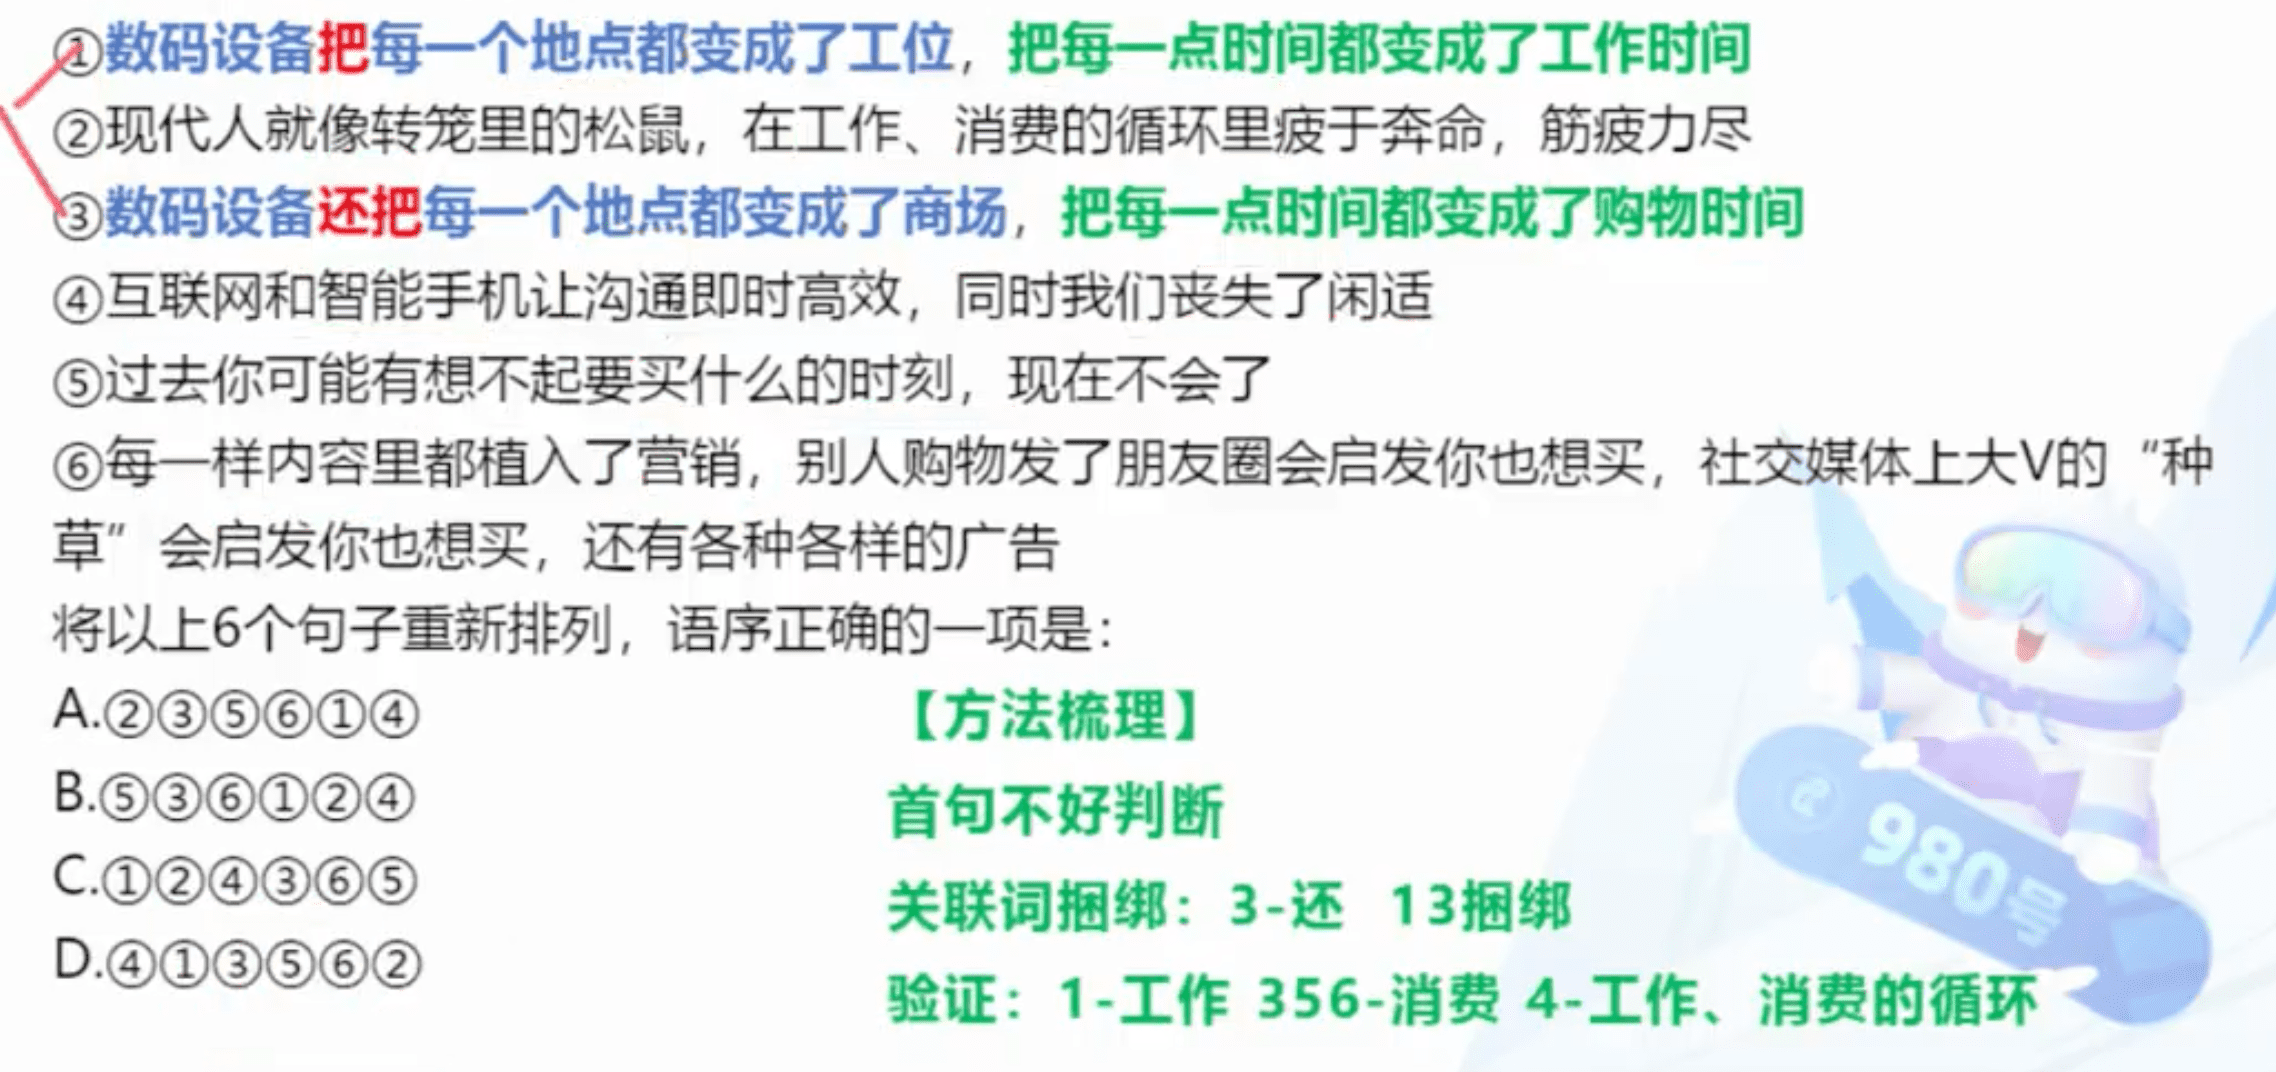 ①数码设备把每一个地点都变成了工位，把每一点时间都变成了工作时间
②现代人就像转笼里的松鼠，在工作、消费的循环里疲于奔命，筋疲力尽
③数码设备还把每一个地点都变成了商场，把每一点时间都变成了购物时间
④互联网和智能手机让沟通即时高效，同时我们丧失了闲适
⑤过去你可能有想不起要买什么的时刻，现在不会了
⑥每一样内容里都植入了营销，别人购物发了朋友圈会启发你也想买，社交媒体上大V的“种
草”会启发你也想买，还有各种各样的广告
将以上6个句子重新排列，语序正确的一项是：
A.②③⑤⑥①④
B.⑤③⑥①②④
C.①②④③⑥⑤
D.④①③⑤⑥②
【方法梳理】
首句不好判断
关联词捆绑：3-还 13捆绑
验证：1-工作 356-消费 4-工作、消费的循环
980号